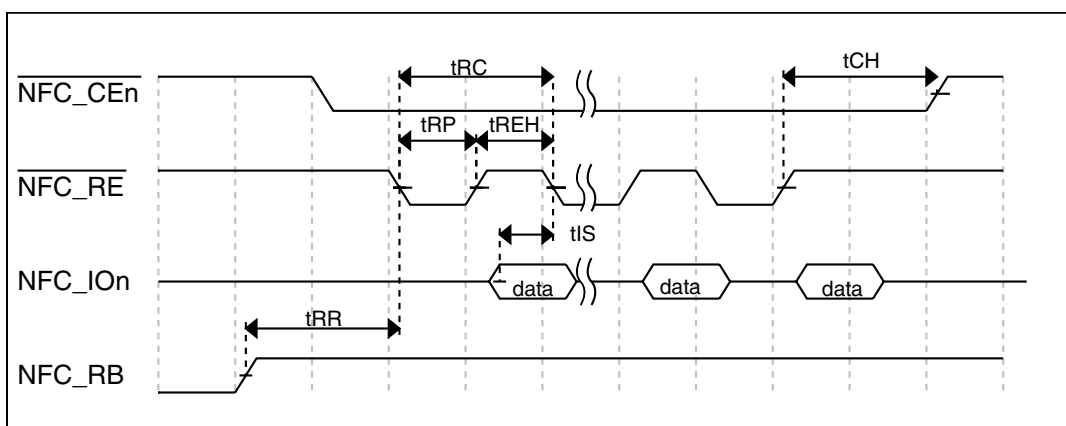 tRC
tCH
NFC_CEn
tRP
tREH
NFC_RE
tIS
NFC_IOn
data
data
data
tRR
NFC_RB